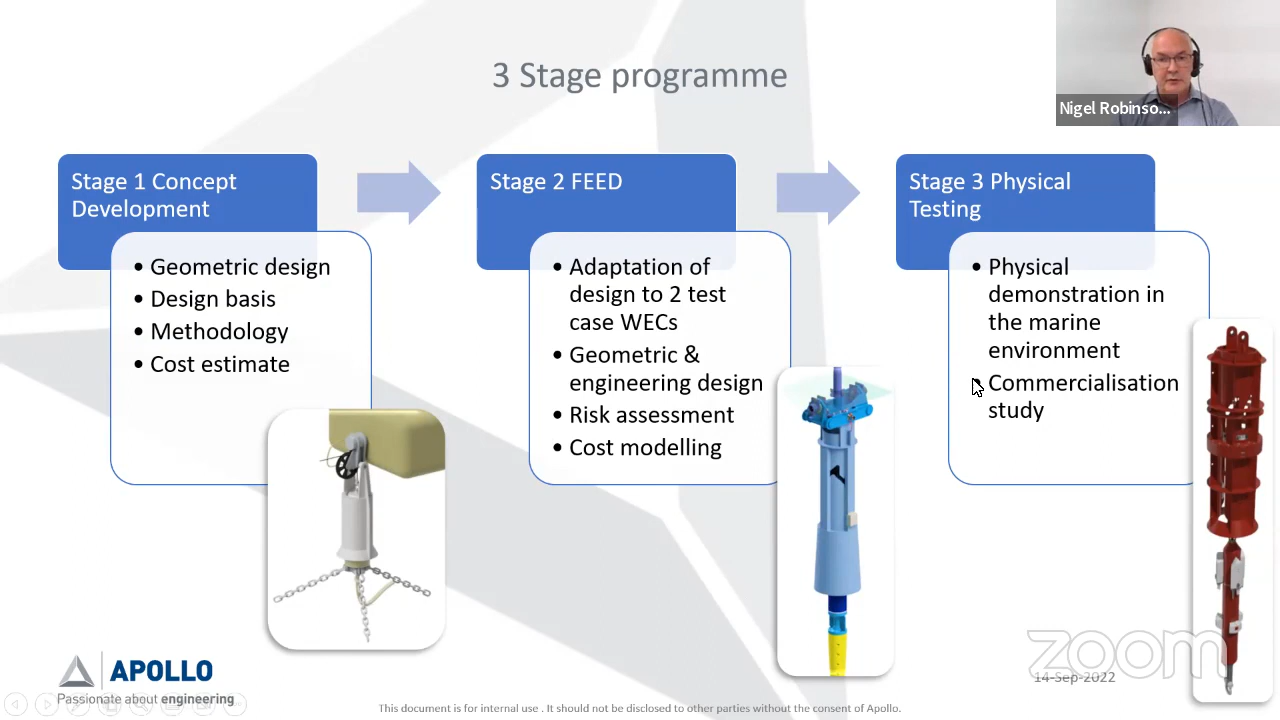 3 Stage programme
Nigel Robinso...
Stage 1 Concept
Development
• Geometric design
• Design basis
• Methodology
• Cost estimate
Stage 2 FEED
• Adaptation of
design to 2 test
case WECs
• Geometric &
engineering design
• Risk assessment
• Cost modelling
Stage 3 Physical
Testing
• Physical
demonstration in
the marine
environment
• Commercialisation
study
APOLLO
Passionate about engineering
This document is for internal use . It should not be disclosed to other parties without the consent of Apollo.
zoom
14-Sep-2022